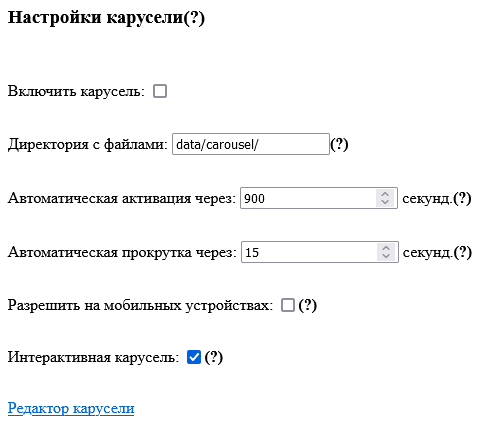 Настройки карусели(?)
Включить карусель:
Директория с файлами: data/carousel/ (?)
Автоматическая активация через: 900 секунд.(?)
Автоматическая прокрутка через: 15 секунд.(?)
Разрешить на мобильных устройствах: (?)
Интерактивная карусель: (?)
Редактор карусели